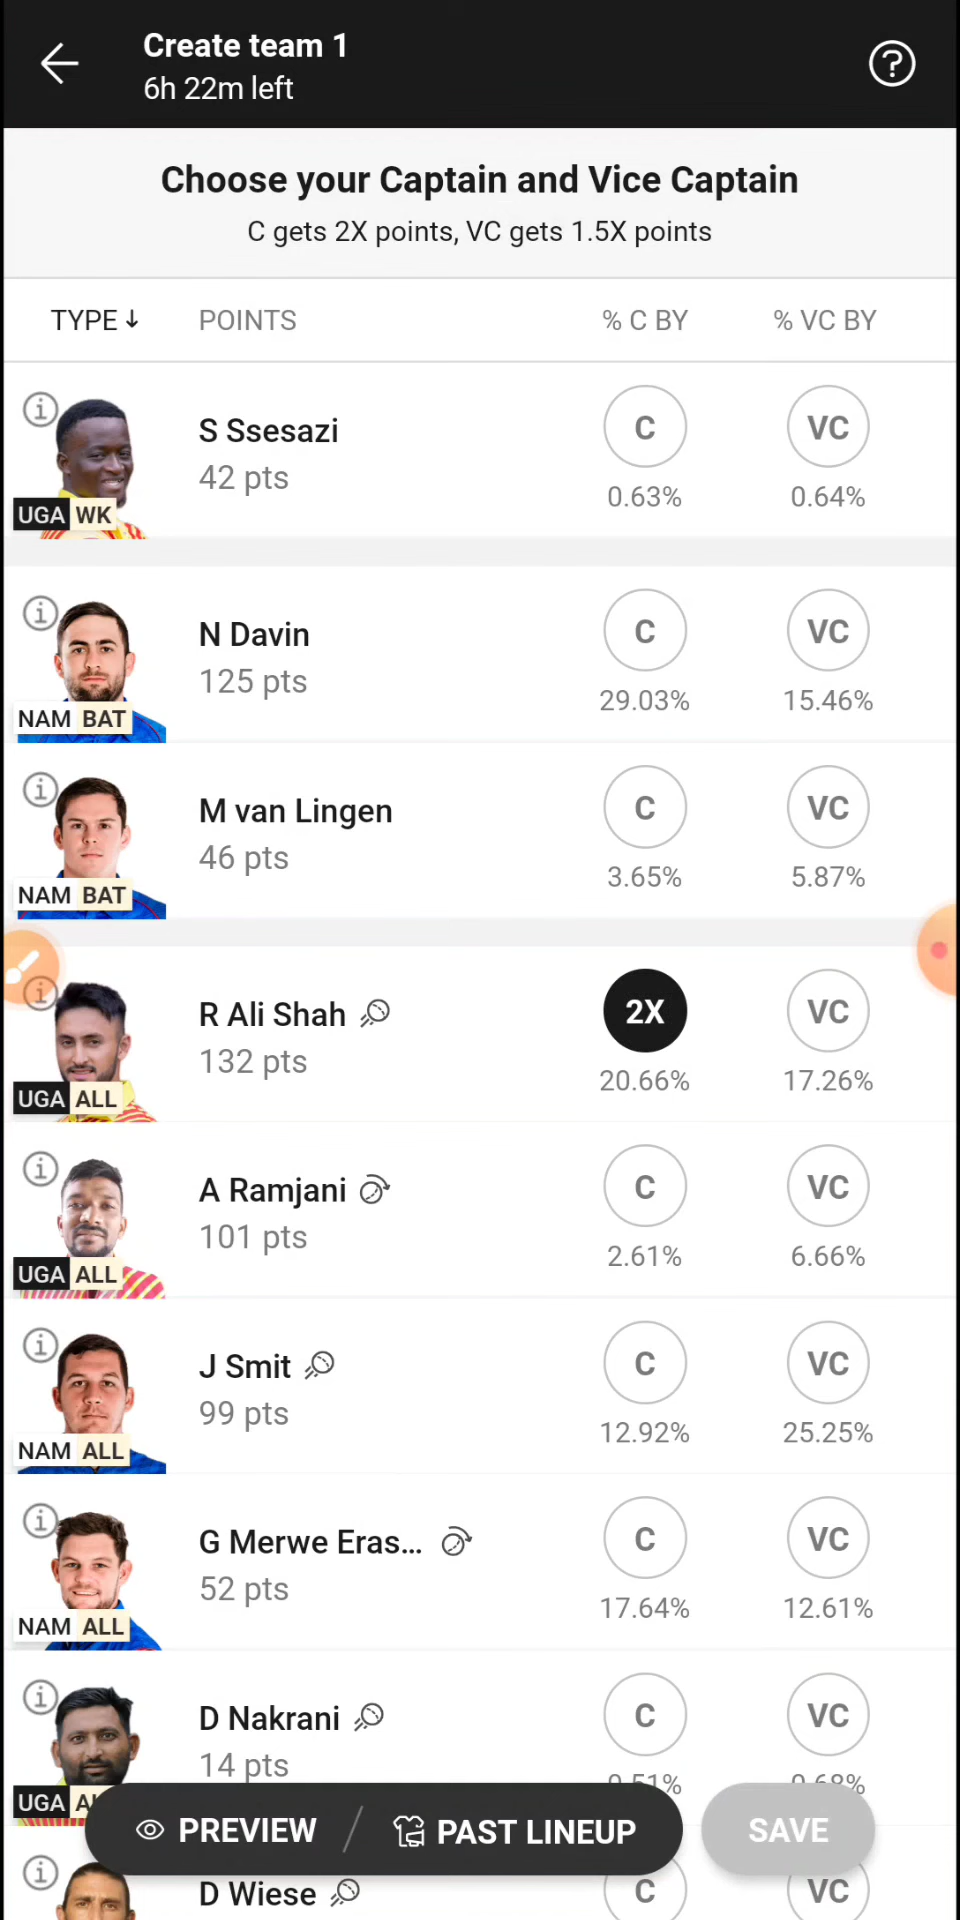 Create team 1
6h 22m left
Choose your Captain and Vice Captain
C gets 2X points, VC gets 1.5X points
TYPE↓ POINTS % C BY % VC BY
S Ssesazi C VC
42 pts 0.63% 0.64%
UGA WK
N Davin C VC
125 pts 29.03% 15.46%
NAM BAT
M van Lingen C VC
46 pts 3.65% 5.87%
NAM BAT
R Ali Shah 2X VC
132 pts 20.66% 17.26%
UGA ALL
A Ramjani C VC
101 pts 2.61% 6.66%
UGA ALL
J Smit C VC
99 pts 12.92% 25.25%
NAM ALL
G Merwe Eras... C VC
52 pts 17.64% 12.61%
NAM ALL
D Nakrani C VC
14 pts 0.51% 0.68%
UGA
PREVIEW PAST LINEUP SAVE
D Wiese C VC